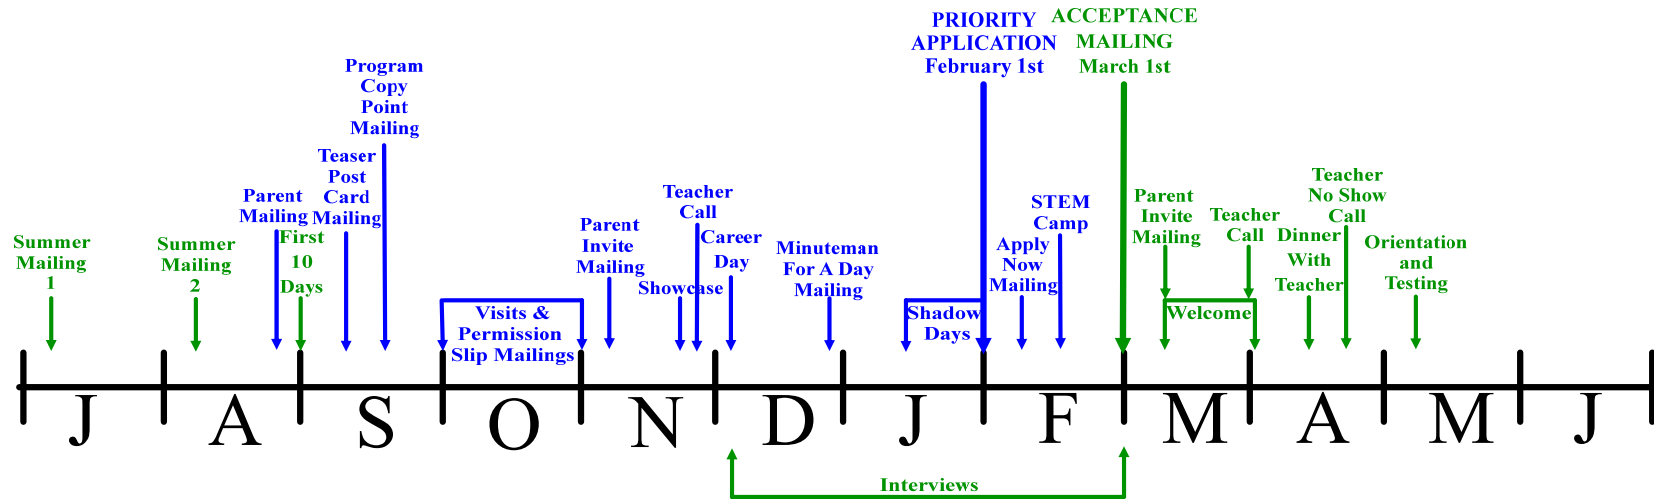 PRIORITY
APPLICATION
February 1st
ACCEPTANCE
MAILING
March 1st
Program
Copy
Point
Mailing
Teaser
Post
Card
Mailing
Parent
Mailing
First
10
Days
Summer
Mailing
1
Summer
Mailing
2
Visits &
Permission
Slip Mailings
Parent
Invite
Mailing
Showcase
Teacher
Call
Career
Day
Minuteman
For A Day
Mailing
Shadow
Days
Apply
Now
Mailing
STEM
Camp
Parent
Invite
Mailing
Teacher
Call
Welcome
Dinner
With
Teacher
Teacher
No Show
Call
Orientation
and
Testing
J A S O N D J F M A M J
Interviews